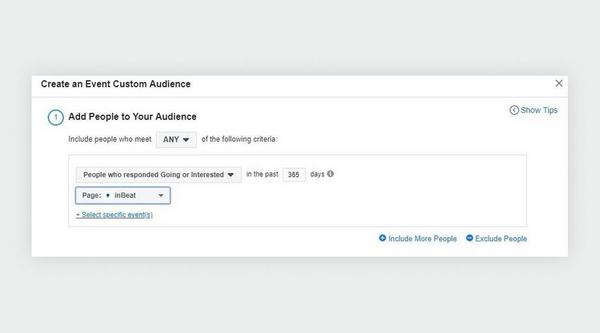 Create an Event Custom Audience
Show Tips
1 Add People to Your Audience
Include people who meet ANY of the following criteria:
People who responded Going or Interested in the past 365 days
Page: inBeat
+ Select specific event(s)
Include More People Exclude People